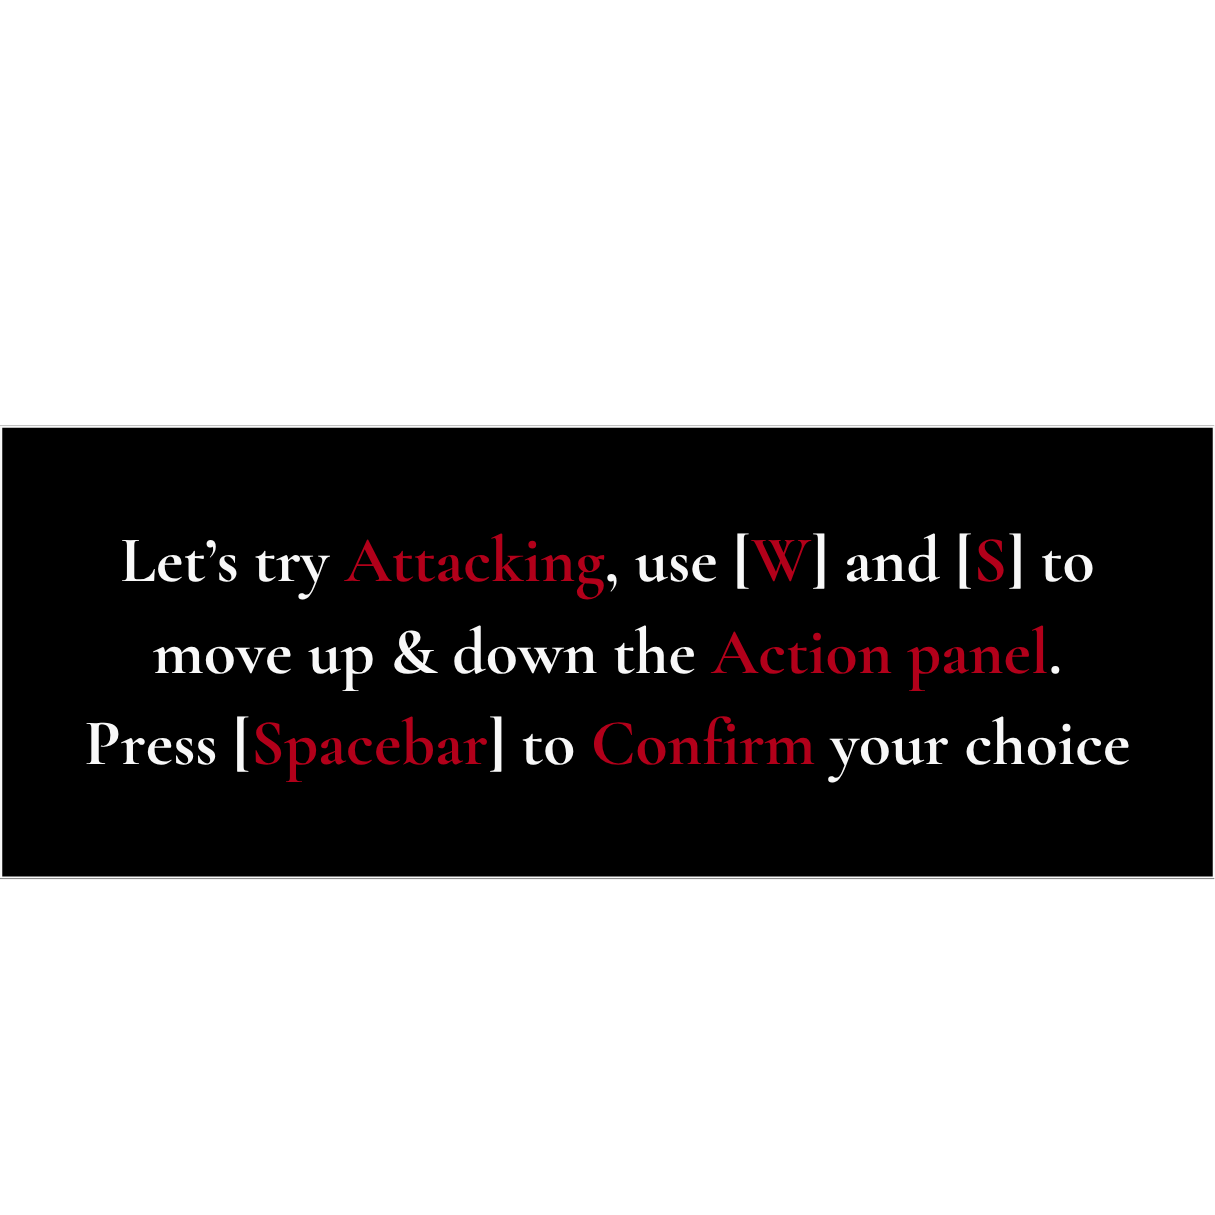 Let’s try Attacking, use [W] and [S] to
move up & down the Action panel.
Press [Spacebar] to Confirm your choice